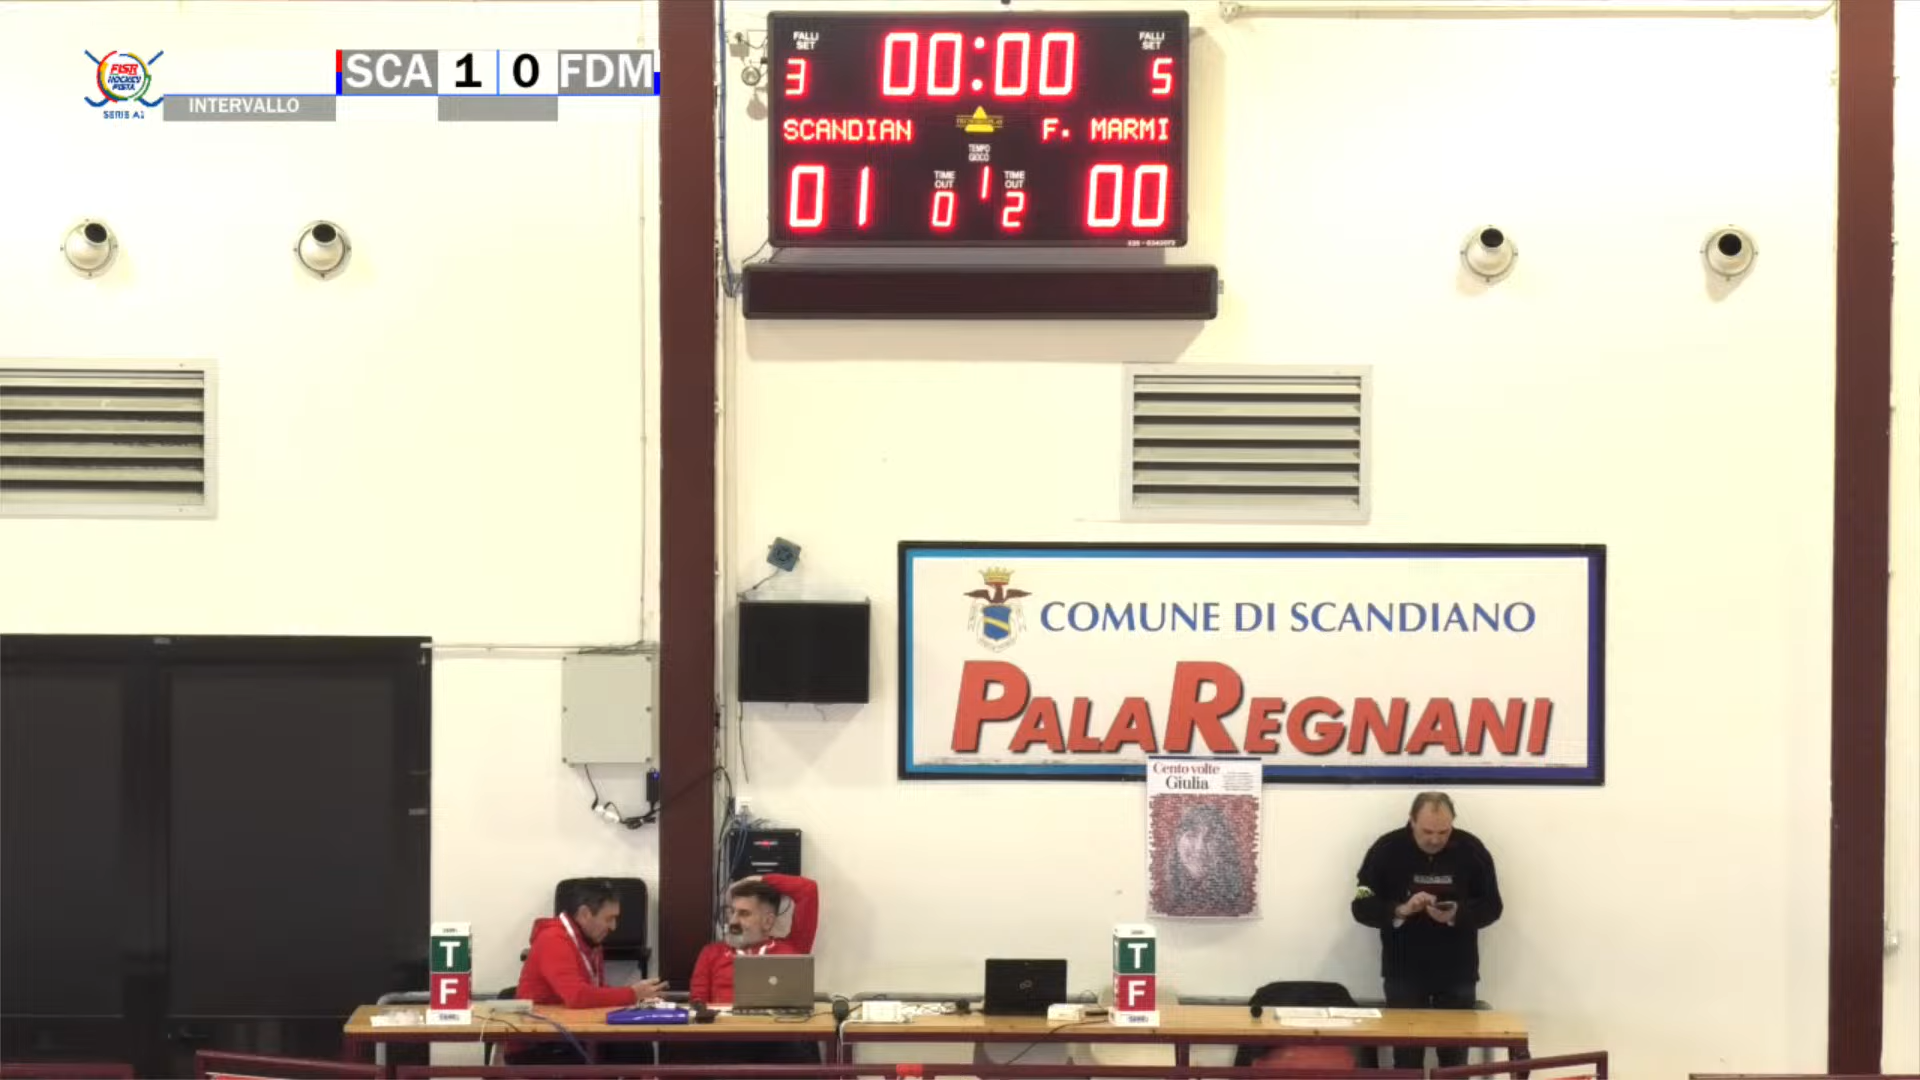 FISR
HOCKEY
PISTA
SERIE A1
INTERVALLO
SCA 1 0 FDM
FALLI
SET
FALLI
SET
3 00:00 5
SCANDIAN F. MARMI
TEMPO
GIOCO
TIME
OUT
TIME
OUT
01 0 1 2 00
COMUNE DI SCANDIANO
PALAREGNANI
Cento volte
Giulia
T
F
T
F